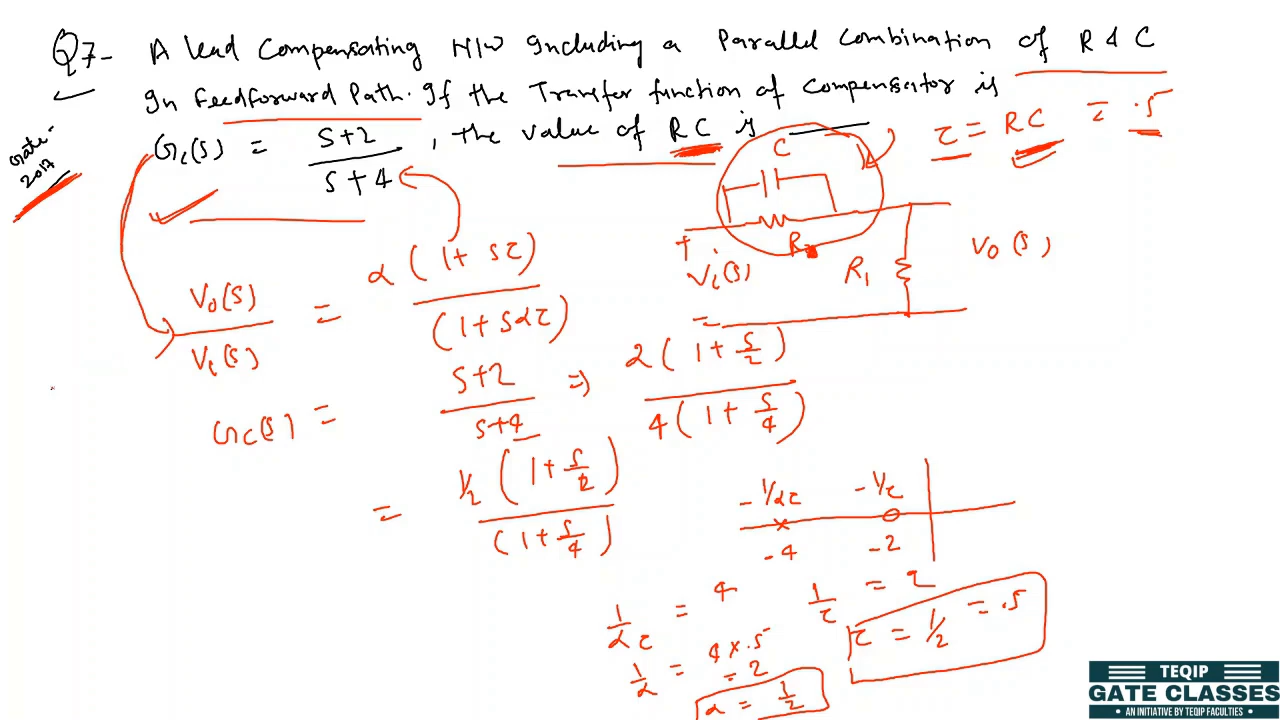 Q7- A lead Compensating N/W Including a Parallel Combination of R & C
In Feedforward Path. If the Transfer function of Compensator is
Gc(s) = S+2 / S+4 , the value of RC is ______
Gate-
2017
τ = RC = .5
C
R
Vi(s)
R1
Vo(s)
Vo(s) / Vi(s) = α(1+sτ) / (1+sατ)
Gc(s) = S+2 / S+4 ⇒ 2(1+s/2) / 4(1+s/4)
= 1/2 (1+s/2) / (1+s/4)
-1/ατ -1/τ
-4 -2
1/ατ = 4
1/τ = 2
τ = 1/2 = .5
1/α = 4×.5
= 2
α = 1/2
TEQIP
GATE CLASSES
AN INITIATIVE BY TEQIP FACULTIES